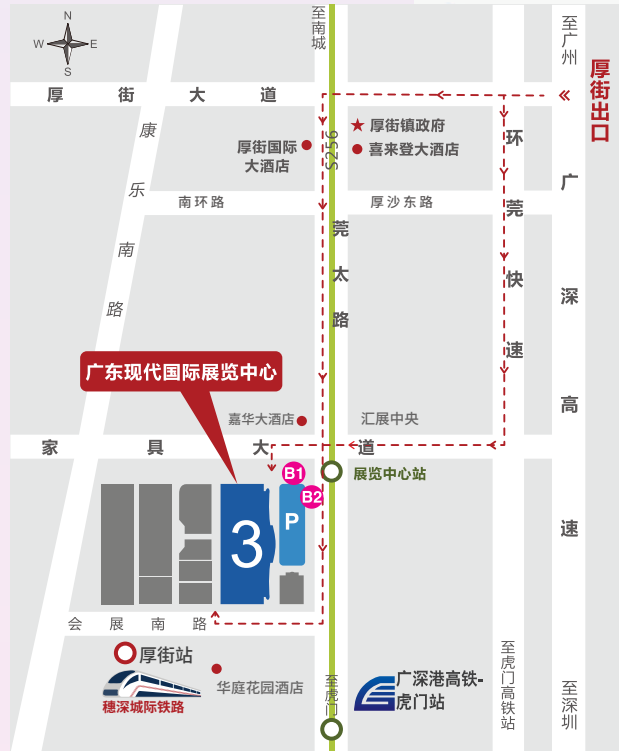 N
W E
S
至南城
至广州
厚街出口
厚街大道
厚街镇政府
喜来登大酒店
厚街国际
大酒店
S256
康乐南路
环莞快速
广深高速
南环路
厚沙东路
莞太路
广东现代国际展览中心
嘉华大酒店
汇展中央
家具大道
B1
展览中心站
B2
P
3
会展南路
厚街站
穗深城际铁路
华庭花园酒店
至虎门
广深港高铁-
虎门站
至虎门高铁站
至深圳